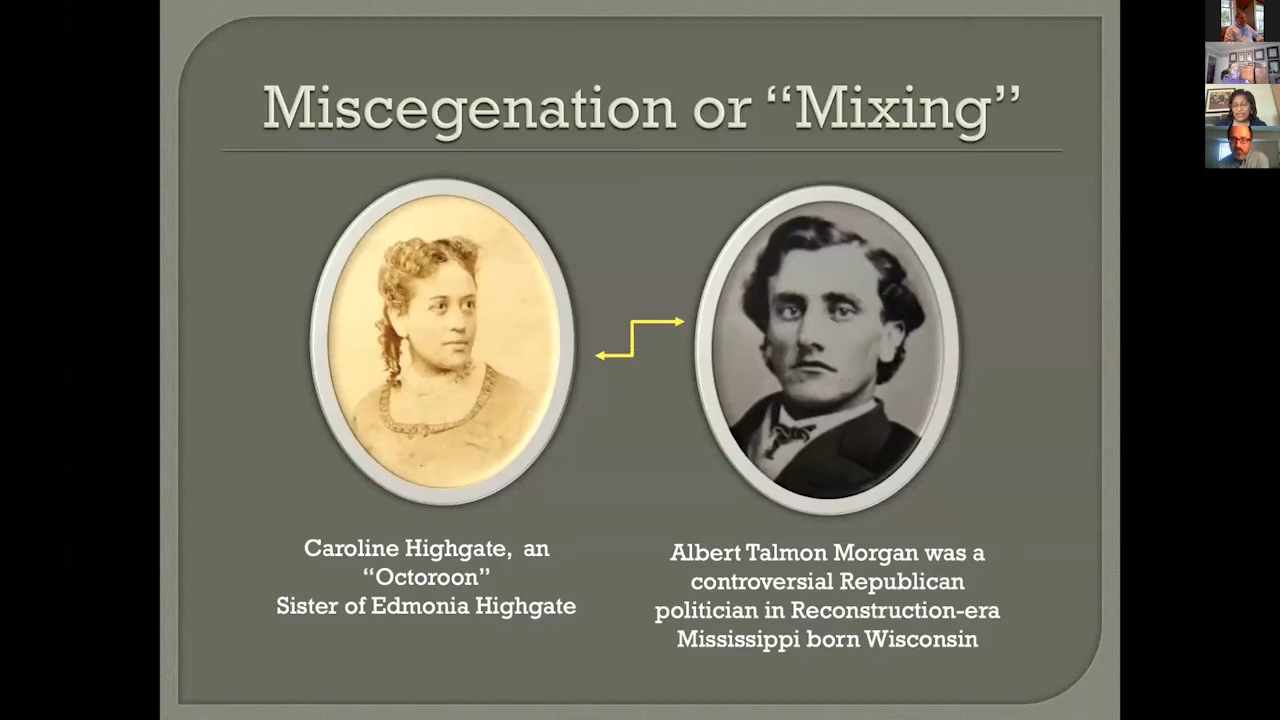 Miscegenation or “Mixing”
Caroline Highgate, an
“Octoroon”
Sister of Edmonia Highgate
Albert Talmon Morgan was a
controversial Republican
politician in Reconstruction-era
Mississippi born Wisconsin